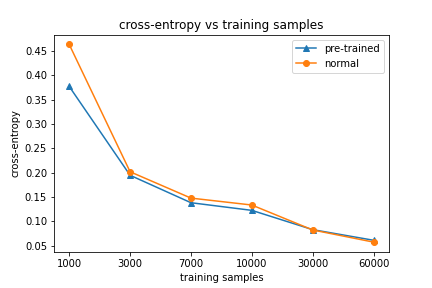 cross-entropy vs training samples
pre-trained
normal
cross-entropy
0.45
0.40
0.35
0.30
0.25
0.20
0.15
0.10
0.05
1000 3000 7000 10000 30000 60000
training samples